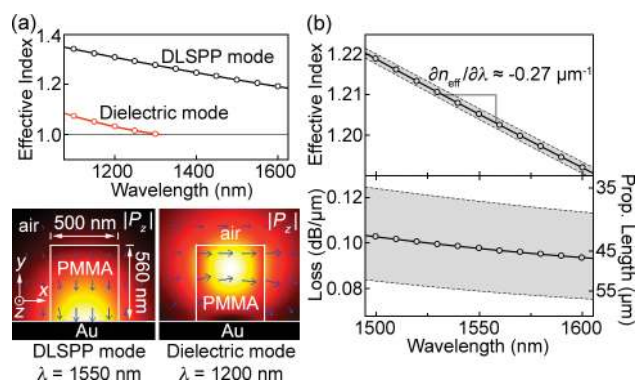 (a)
Effective Index
1.4
1.2
1.0
DLSPP mode
Dielectric mode
1200 1400 1600
Wavelength (nm)
|Pz| |Pz|
air 500 nm air
PMMA
560 nm
PMMA
y
x
z
Au Au
DLSPP mode Dielectric mode
λ = 1550 nm λ = 1200 nm
(b)
Effective Index
1.22
1.21
1.20
∂neff/∂λ ≈ -0.27 μm⁻¹
Loss (dB/μm)
0.12
0.10
0.08
35
45
55
Prop. Length (μm)
1500 1550 1600
Wavelength (nm)